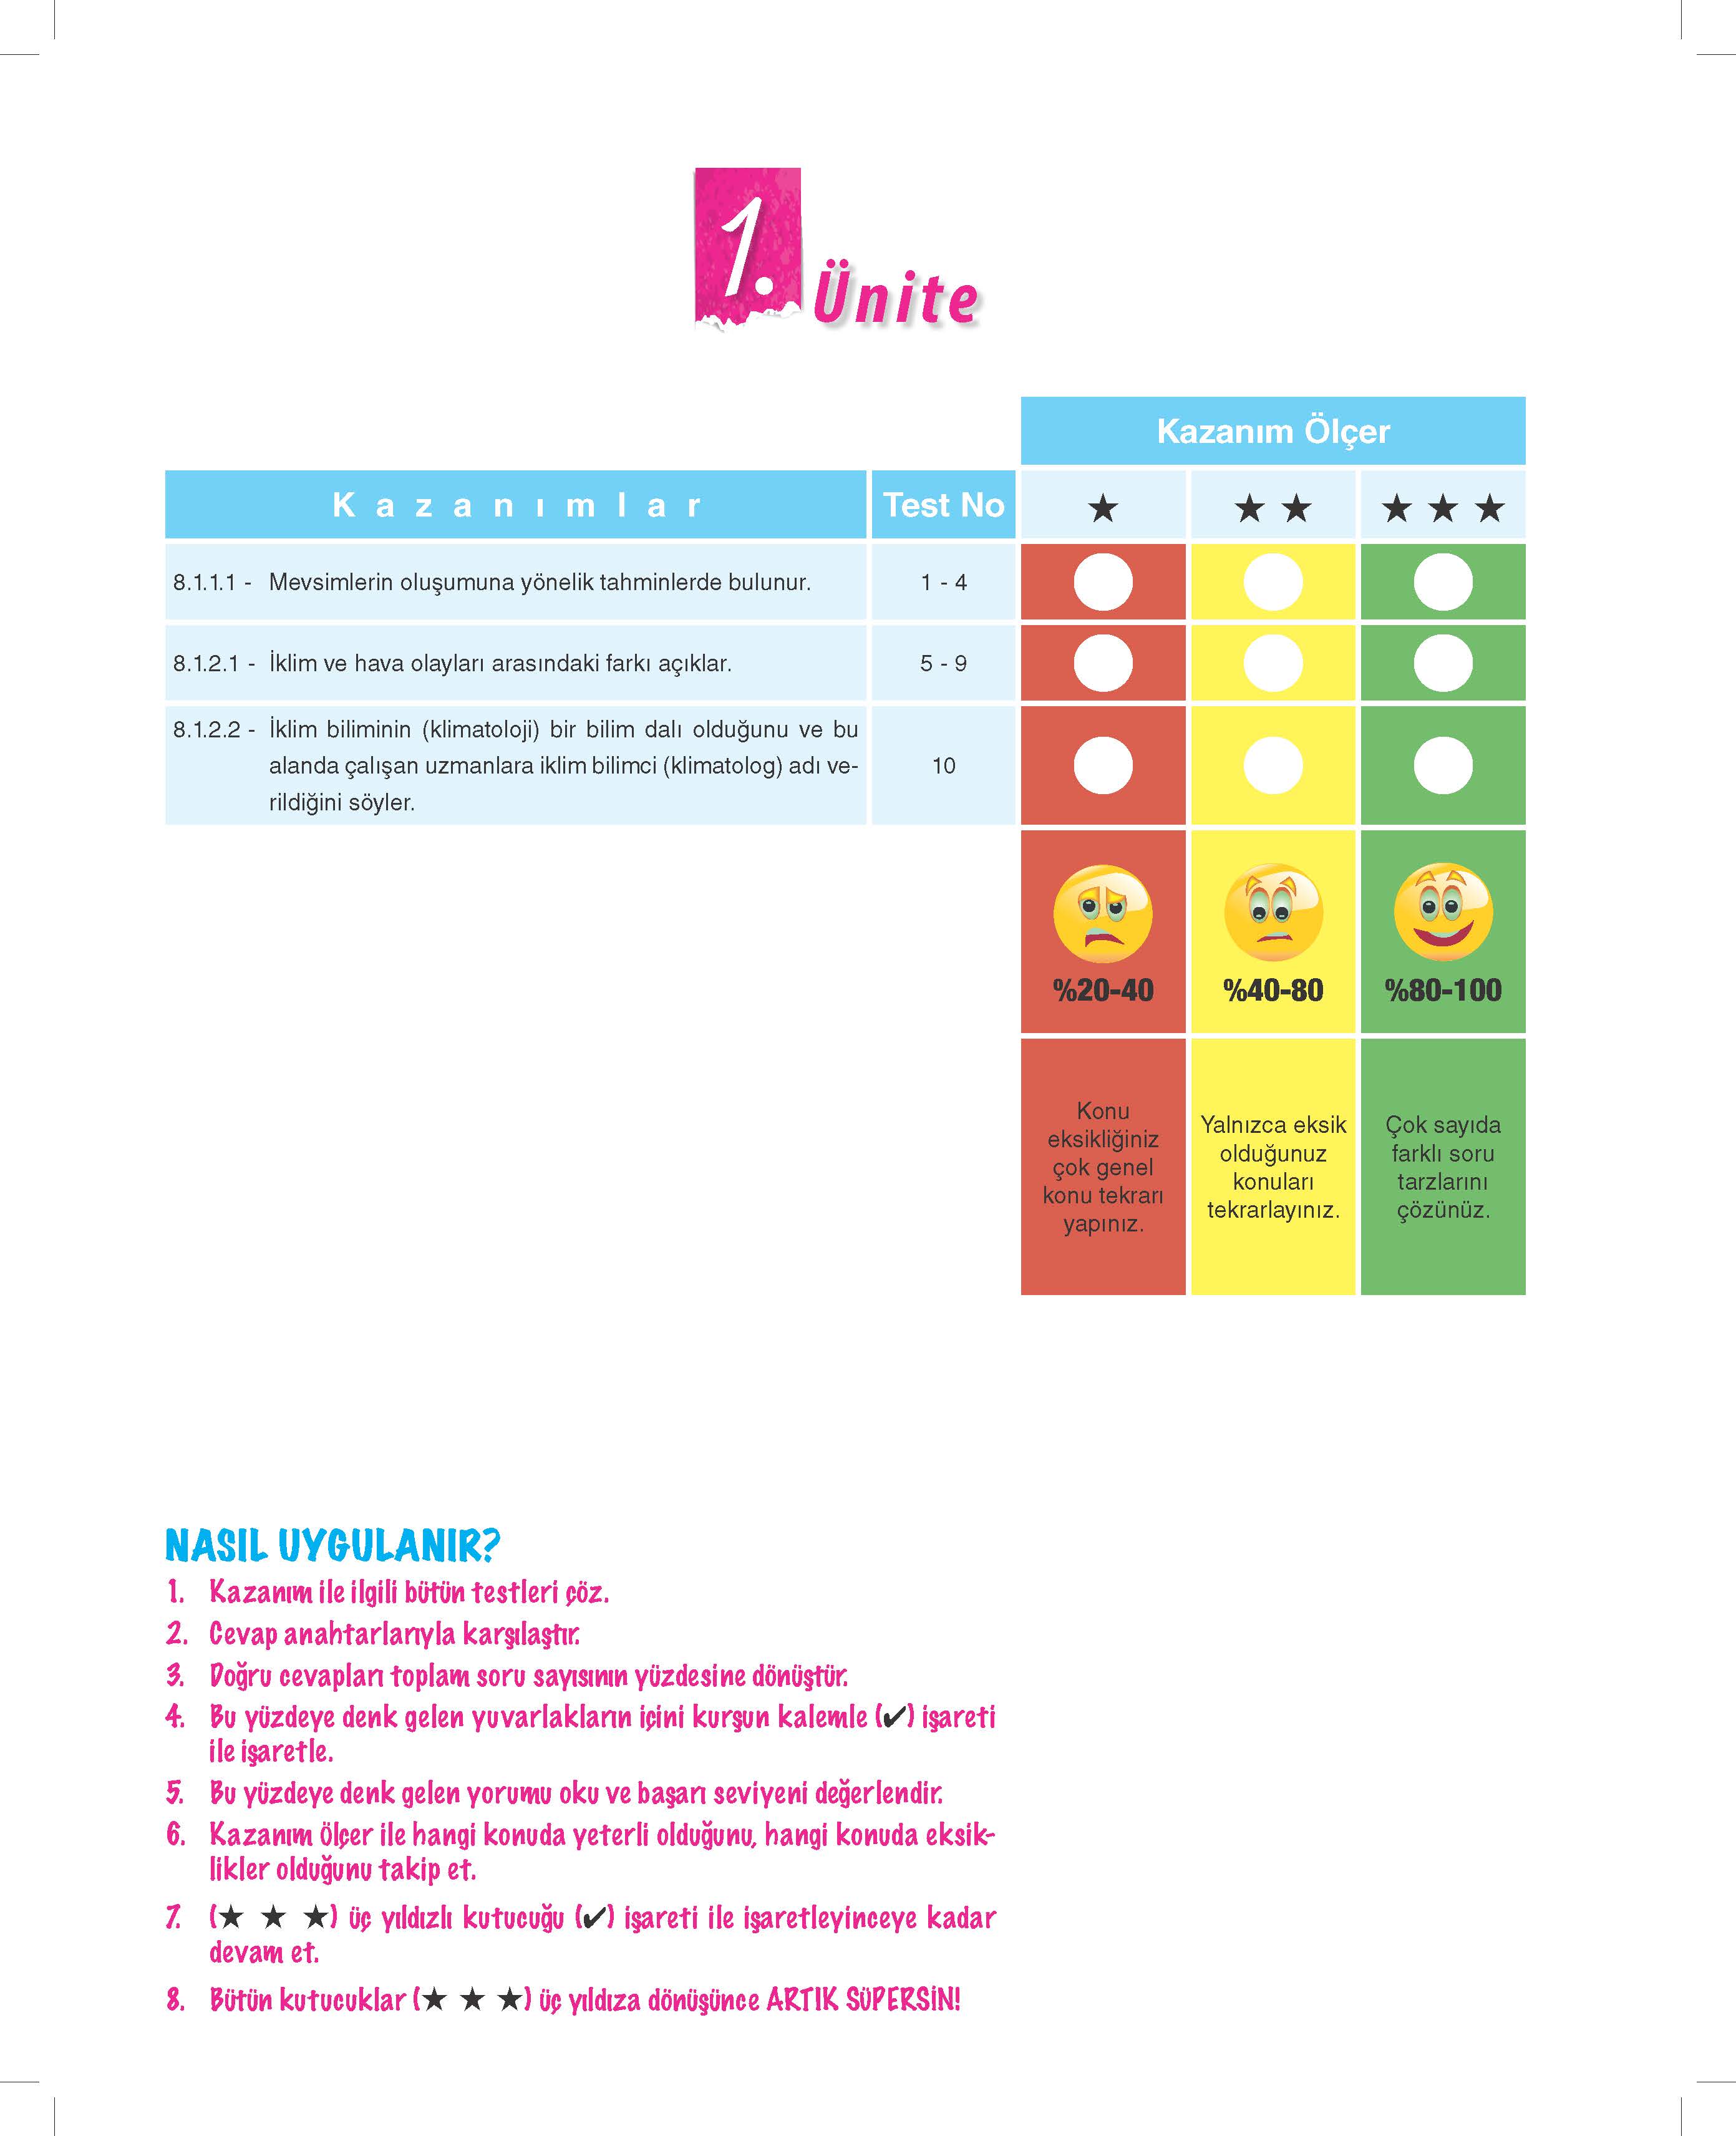 1. Ünite
Kazanım Ölçer
Kazanımlar Test No ★ ★ ★ ★ ★ ★
8.1.1.1 - Mevsimlerin oluşumuna yönelik tahminlerde bulunur. 1 - 4
8.1.2.1 - İklim ve hava olayları arasındaki farkı açıklar. 5 - 9
8.1.2.2 - İklim biliminin (klimatoloji) bir bilim dalı olduğunu ve bu
alanda çalışan uzmanlara iklim bilimci (klimatolog) adı ve-
rildiğini söyler.
10
%20-40 %40-80 %80-100
Konu
eksikliğiniz
çok genel
konu tekrarı
yapınız.
Yalnızca eksik
olduğunuz
konuları
tekrarlayınız.
Çok sayıda
farklı soru
tarzlarını
çözünüz.
NASIL UYGULANIR?
1. Kazanım ile ilgili bütün testleri çöz.
2. Cevap anahtarlarıyla karşılaştır.
3. Doğru cevapları toplam soru sayısının yüzdesine dönüştür.
4. Bu yüzdeye denk gelen yuvarlakların içini kurşun kalemle (✔) işareti
ile işaretle.
5. Bu yüzdeye denk gelen yorumu oku ve başarı seviyeni değerlendir.
6. Kazanım ölçer ile hangi konuda yeterli olduğunu, hangi konuda eksik-
likler olduğunu takip et.
7. (★ ★ ★) üç yıldızlı kutucuğu (✔) işareti ile işaretleyinceye kadar
devam et.
8. Bütün kutucuklar (★ ★ ★) üç yıldıza dönüşünce ARTIK SÜPERSİN!